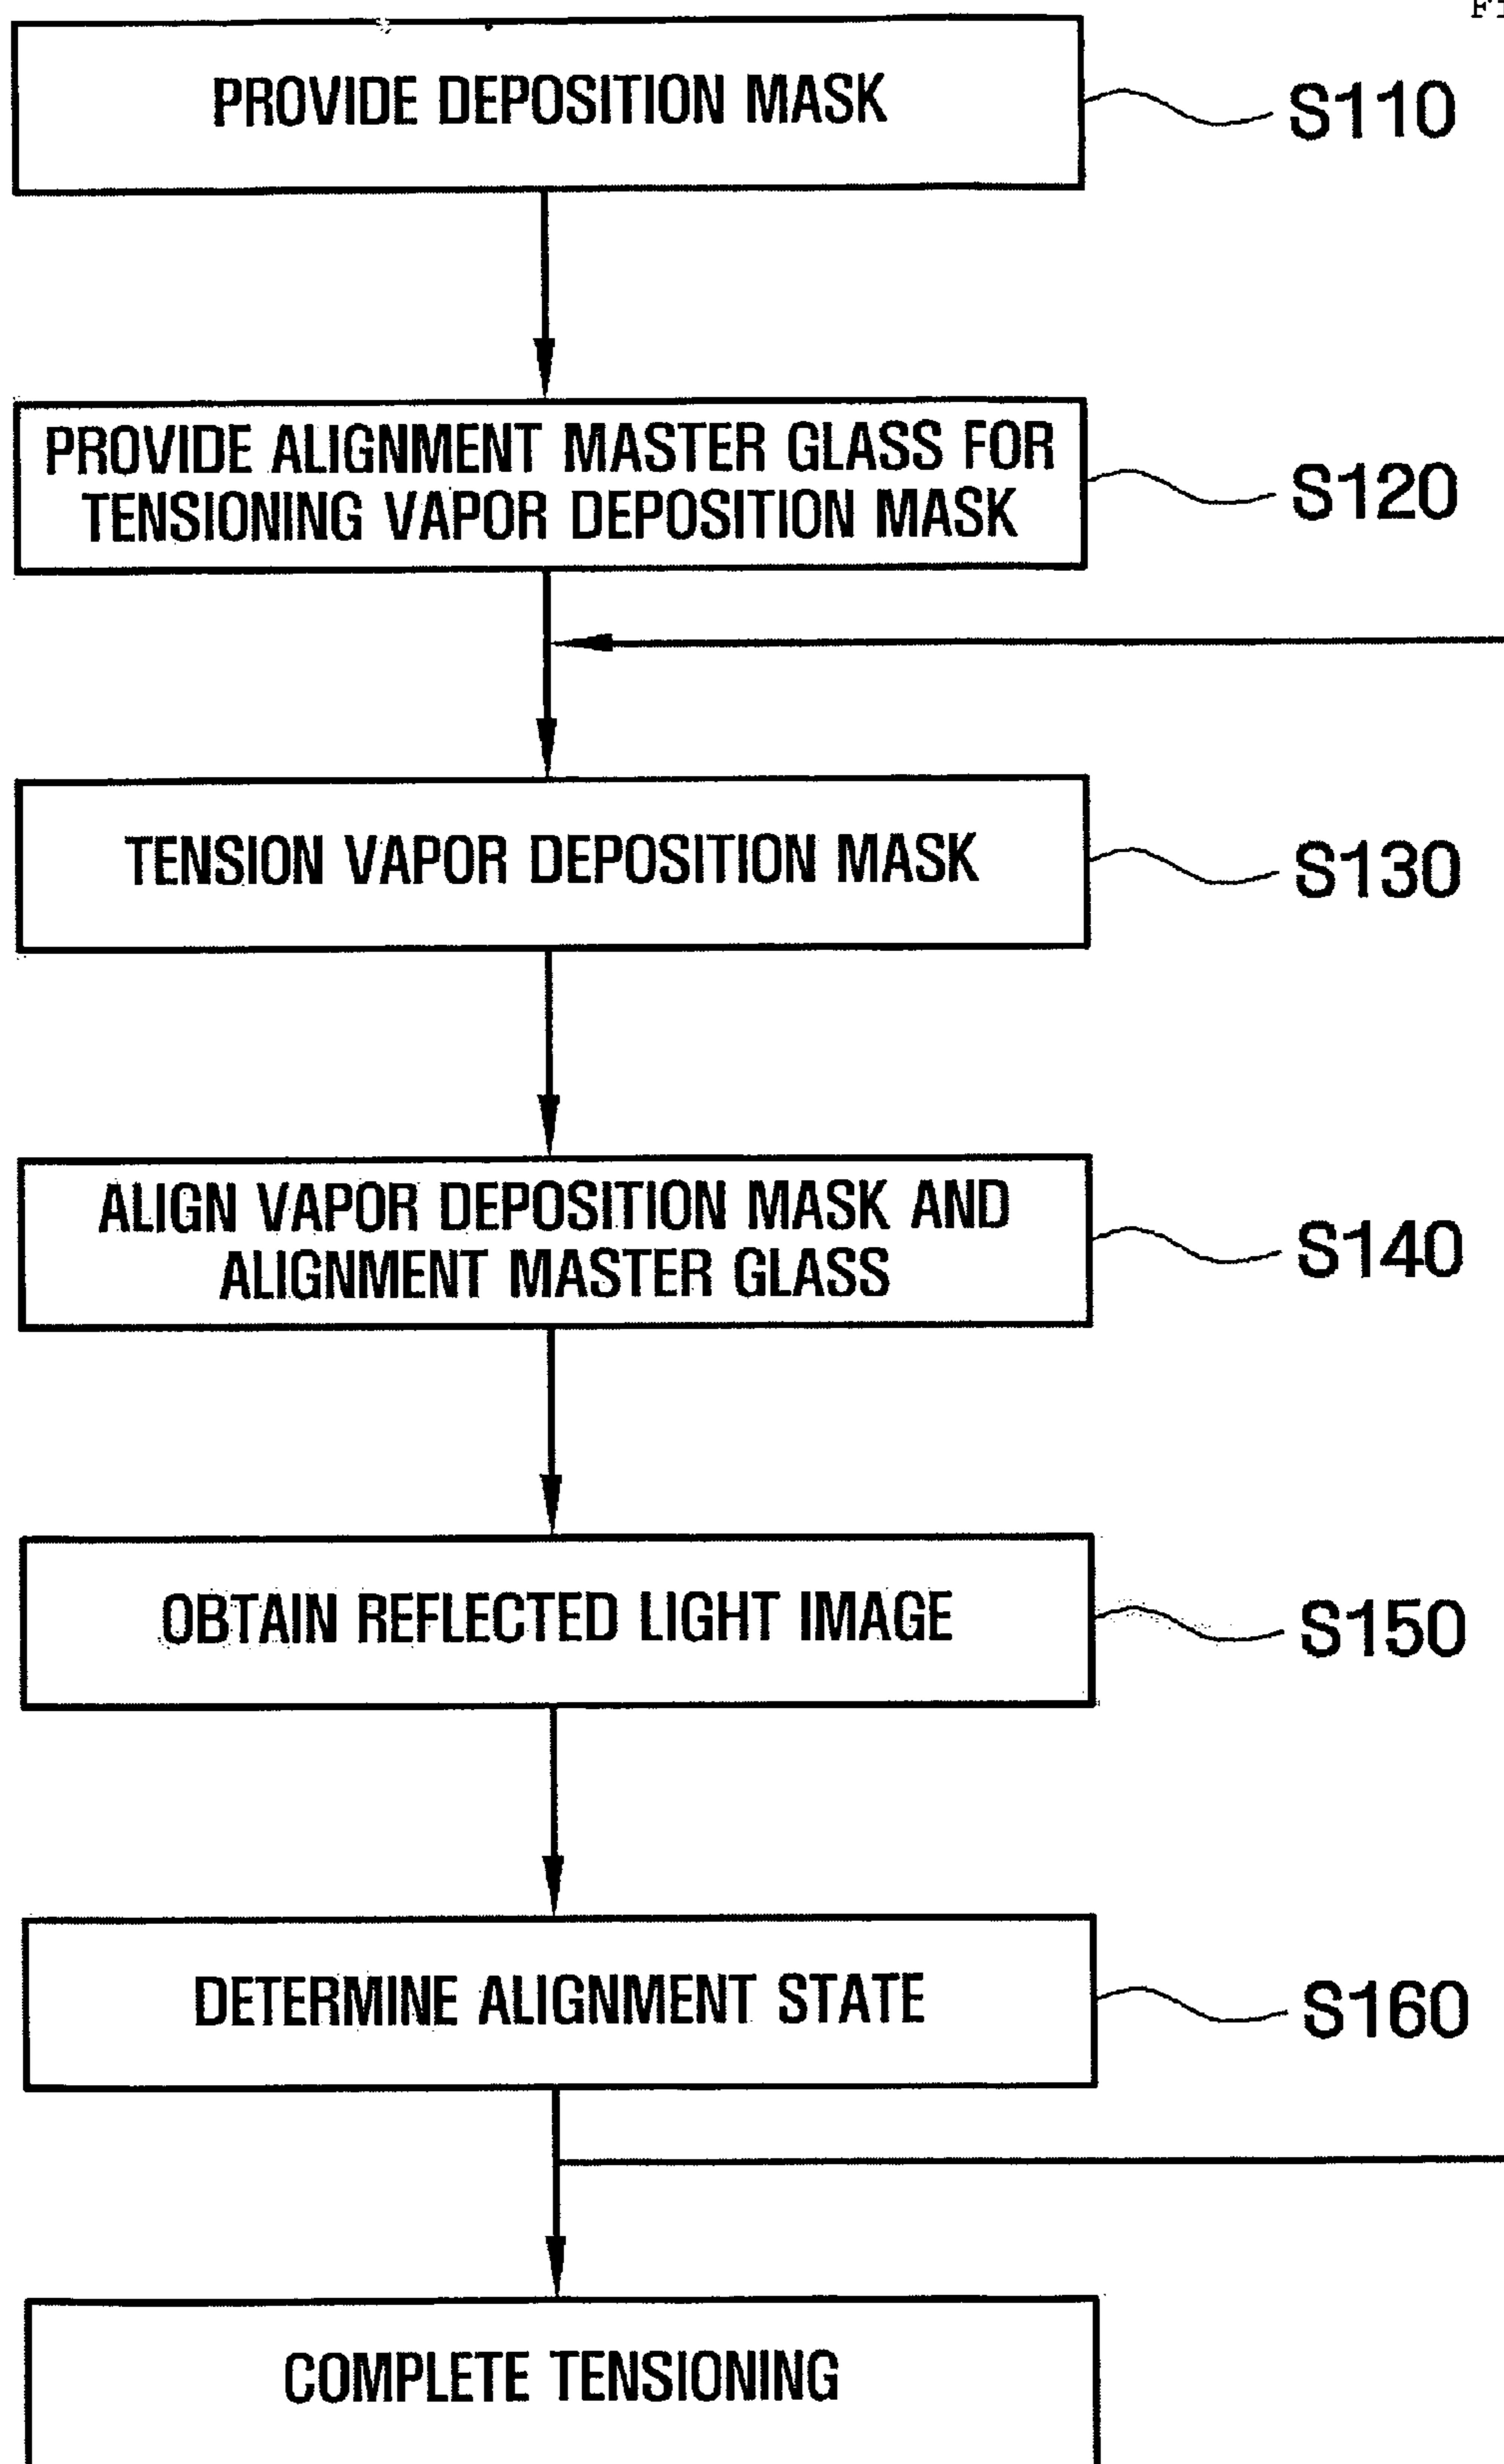 PROVIDE DEPOSITION MASK
S110
PROVIDE ALIGNMENT MASTER GLASS FOR
TENSIONING VAPOR DEPOSITION MASK
S120
TENSION VAPOR DEPOSITION MASK
S130
ALIGN VAPOR DEPOSITION MASK AND
ALIGNMENT MASTER GLASS
S140
OBTAIN REFLECTED LIGHT IMAGE
S150
DETERMINE ALIGNMENT STATE
S160
COMPLETE TENSIONING